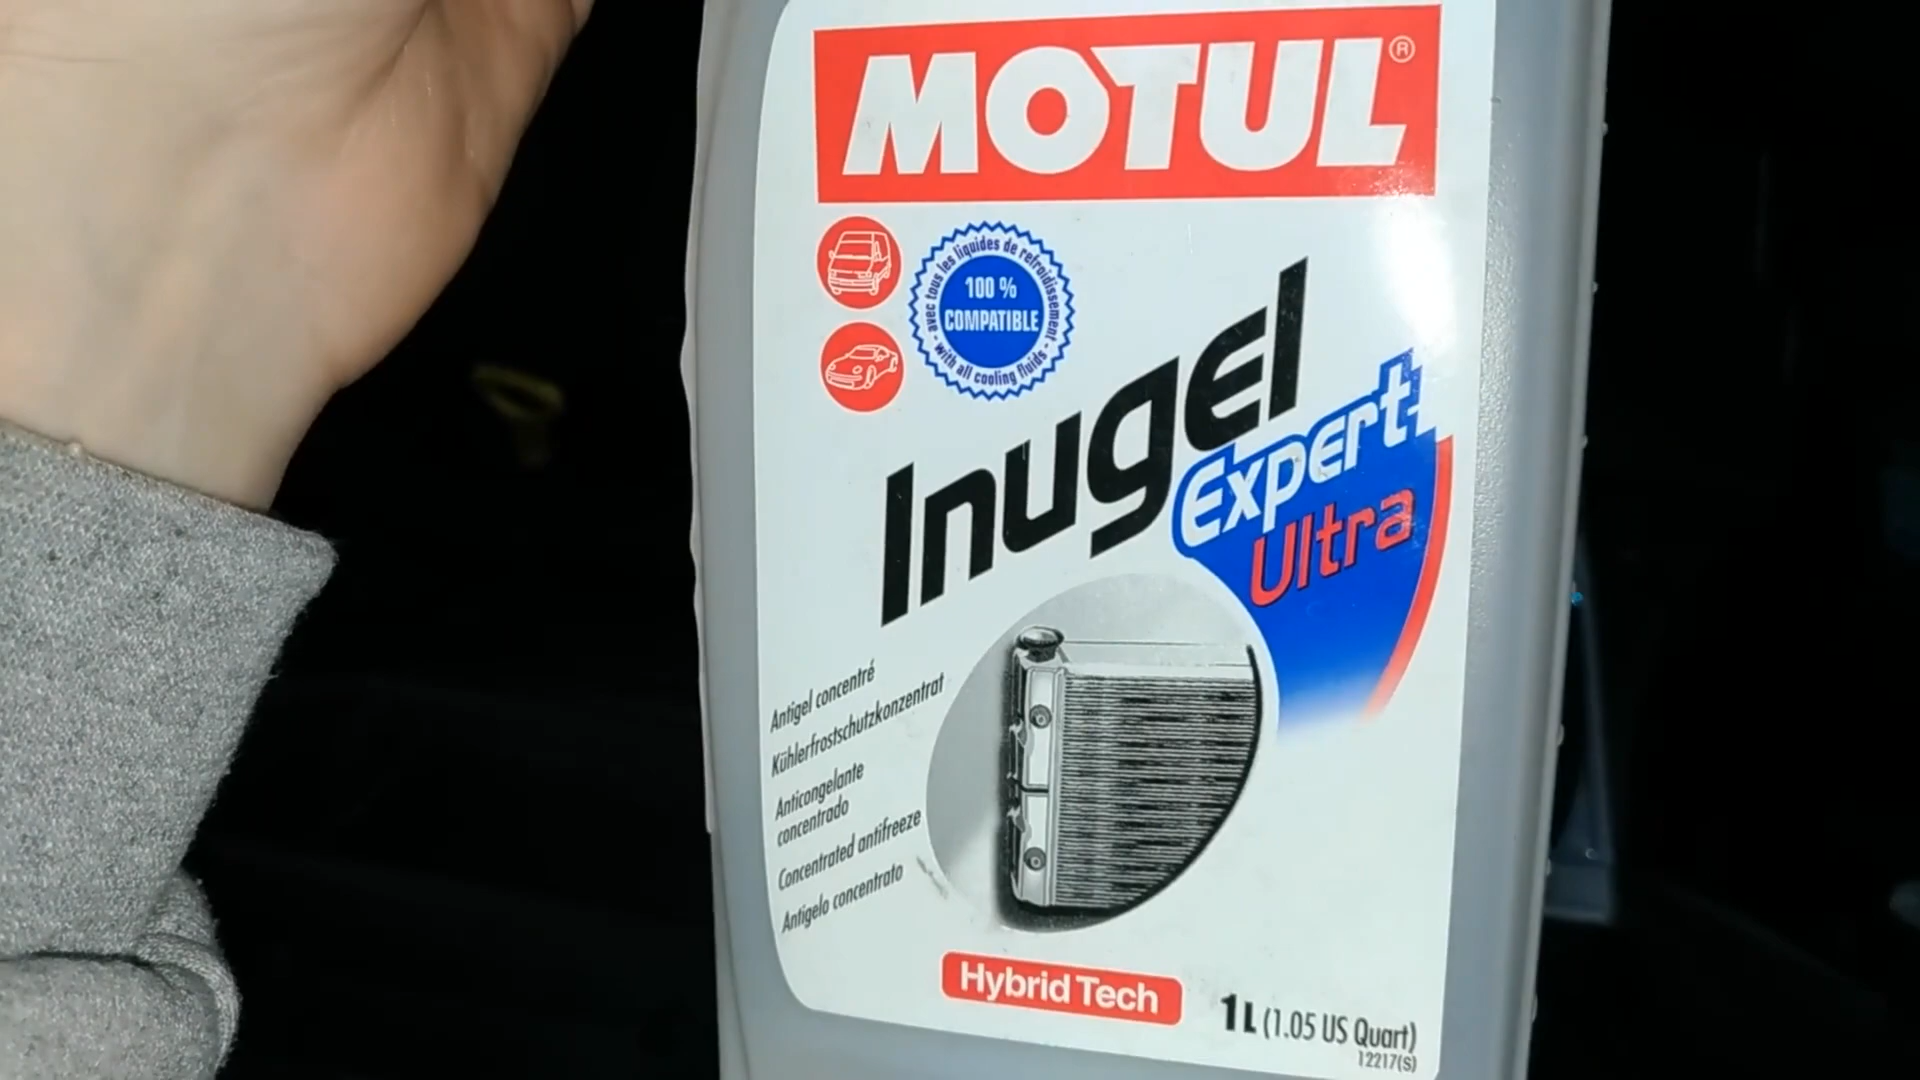 MOTUL®
avec tous les liquides de refroidissement
100 %
COMPATIBLE
- with all cooling fluids -
Inugel
Expert
Ultra
Antigel concentré
Kühlerfrostschutzkonzentrat
Anticongelante
concentrado
Concentrated antifreeze
Antigelo concentrato
Hybrid Tech
1 L (1.05 US Quart)
12217(S)